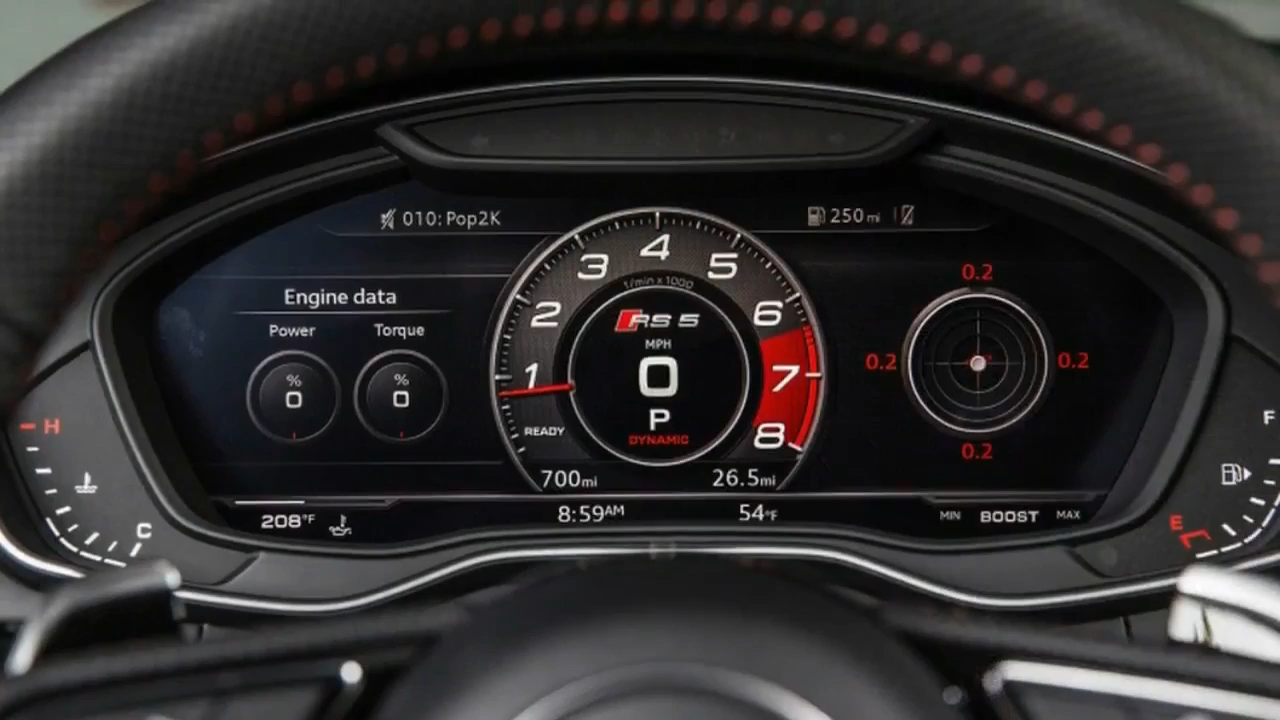 010: Pop2K
250 mi
Engine data
Power
Torque
%
0
%
0
1
2
3
4
5
6
7
8
1/min x 1000
RS 5
MPH
0
P
DYNAMIC
READY
700mi
26.5mi
8:59AM
54°F
208°F
0.2
0.2
0.2
0.2
MIN
BOOST
MAX
H
C
F
E